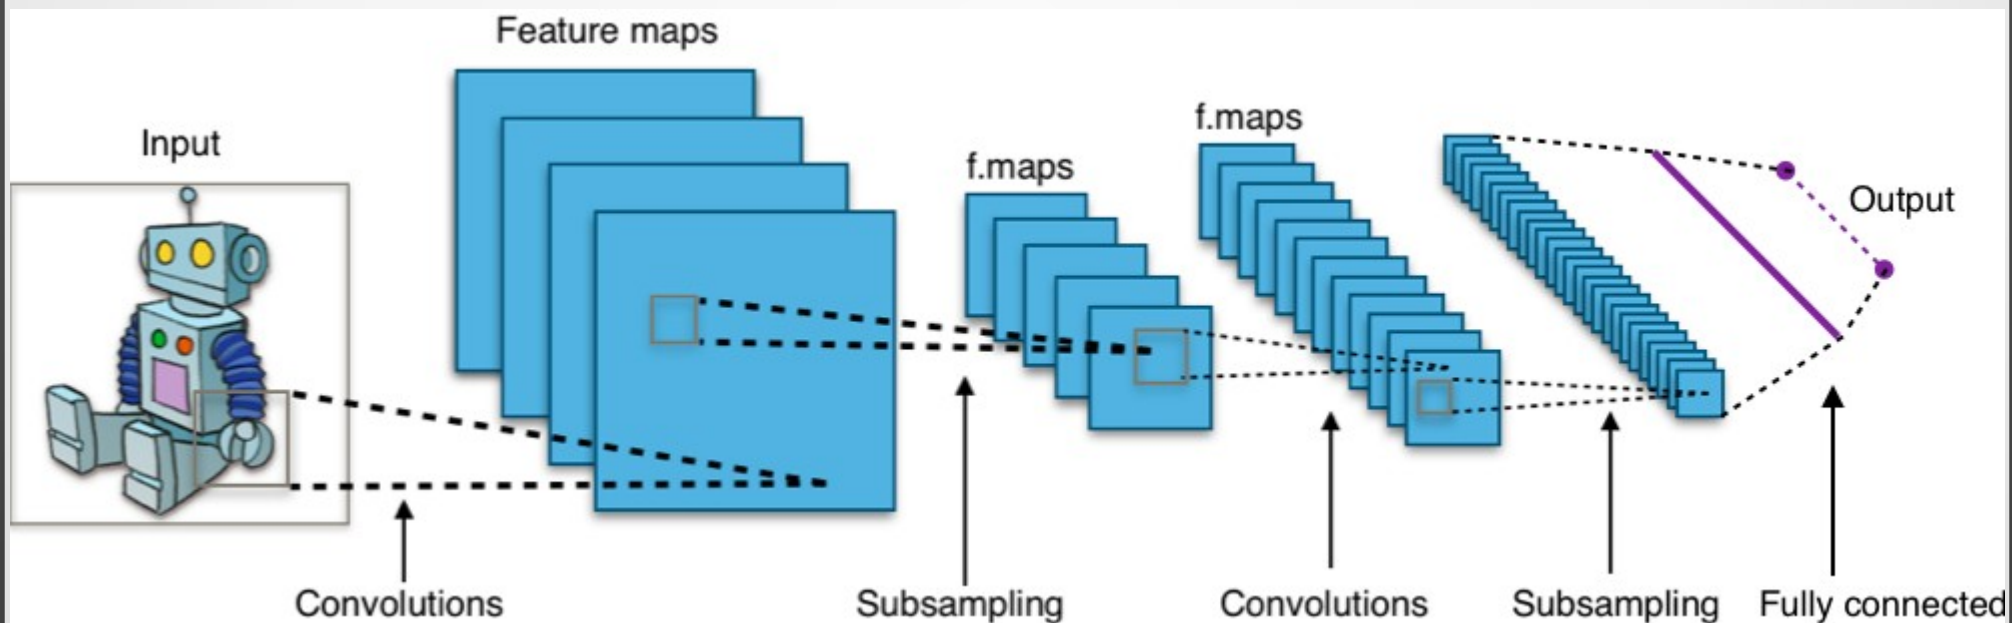 Feature maps
Input
f.maps
f.maps
Output
Convolutions
Subsampling
Convolutions
Subsampling
Fully connected